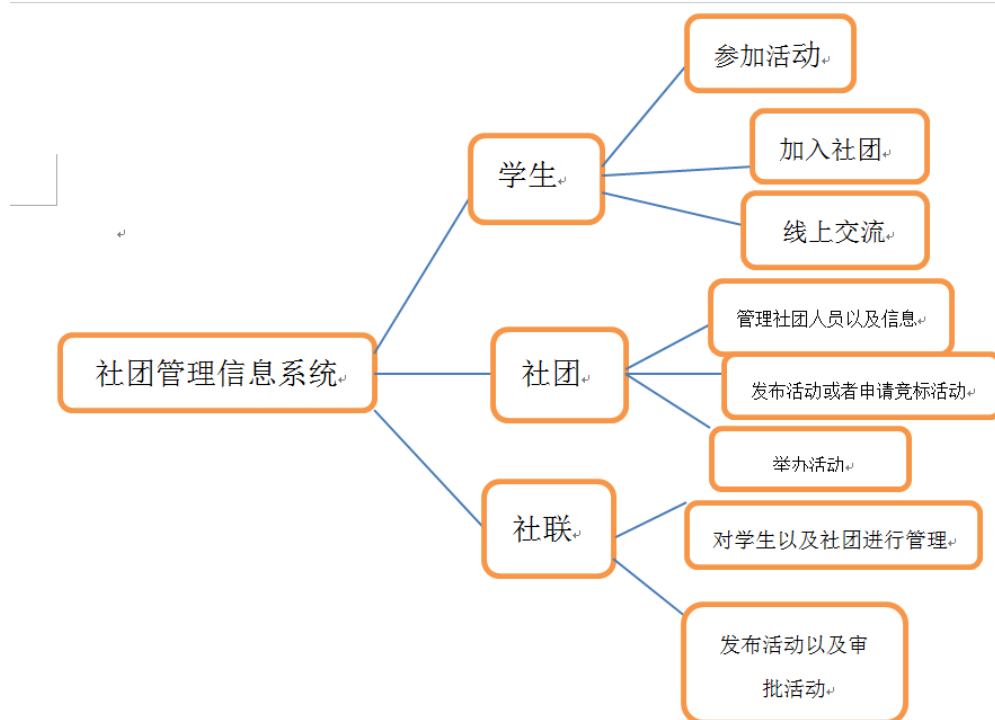 参加活动
加入社团
学生
线上交流
管理社团人员以及信息
社团管理信息系统
社团
发布活动或者申请竞标活动
举办活动
社联
对学生以及社团进行管理
发布活动以及审
批活动